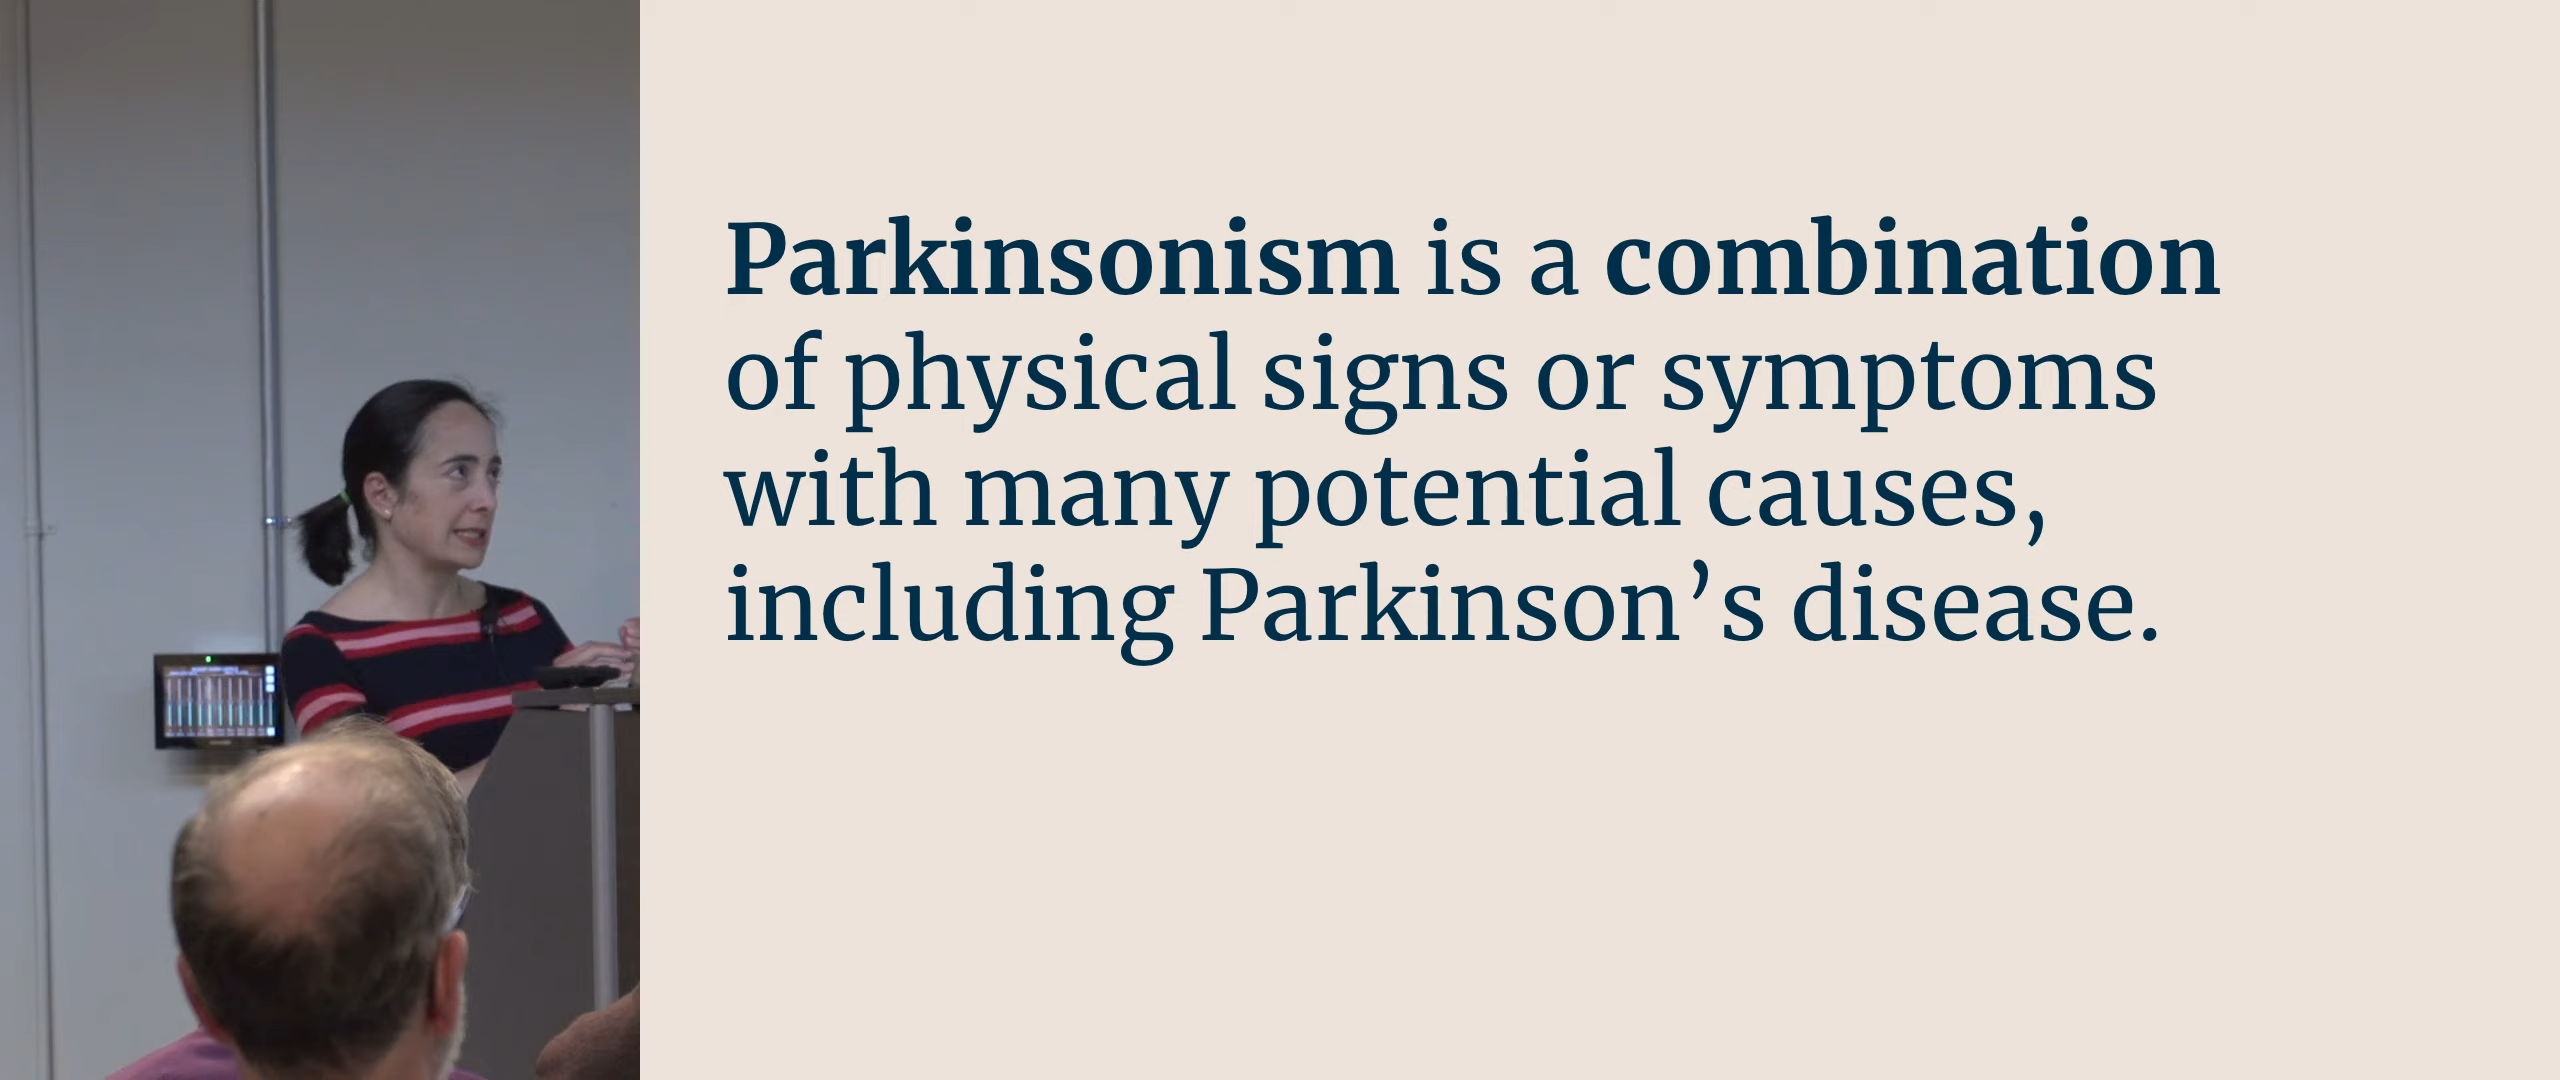 Parkinsonism is a combination
of physical signs or symptoms
with many potential causes,
including Parkinson’s disease.